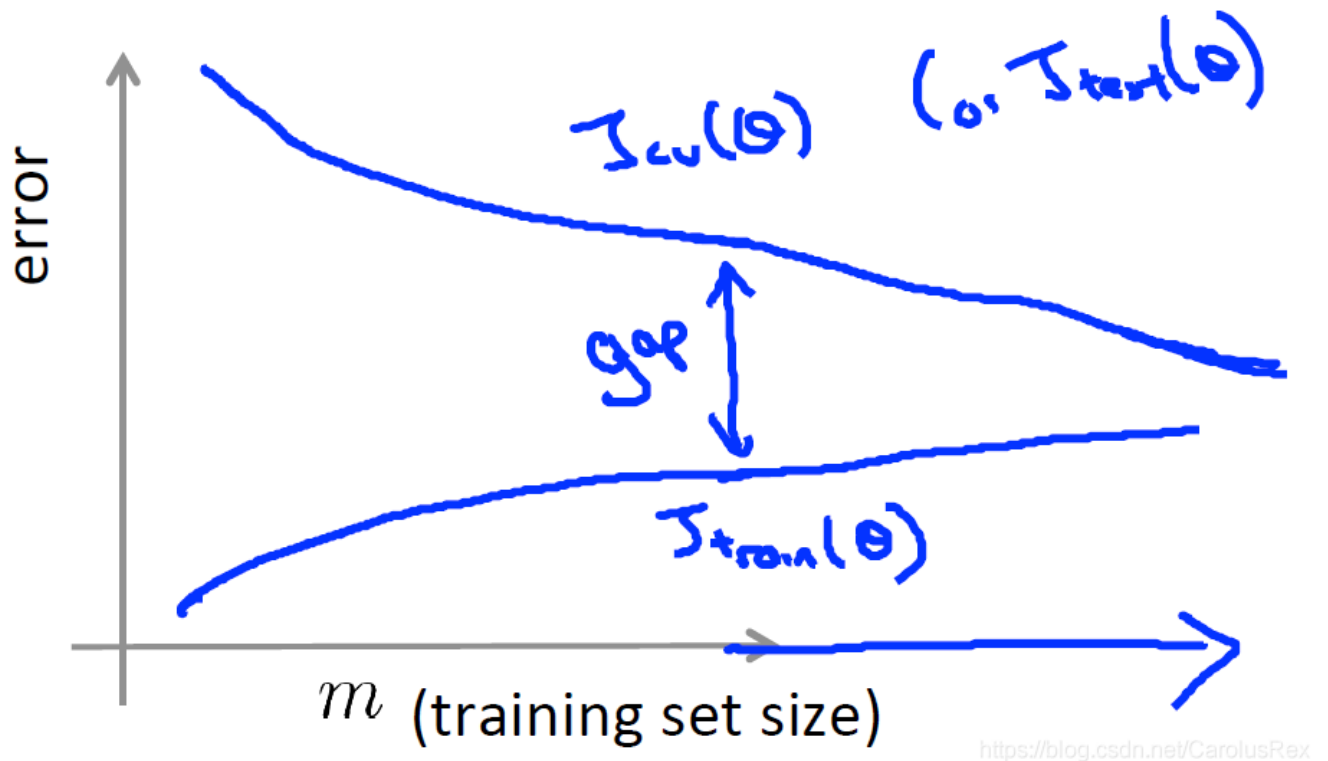 (or Jtest(θ)
Jcv(θ)
error
gap
Jtrain(θ)
m (training set size)
https://blog.csdn.net/CarolusRex